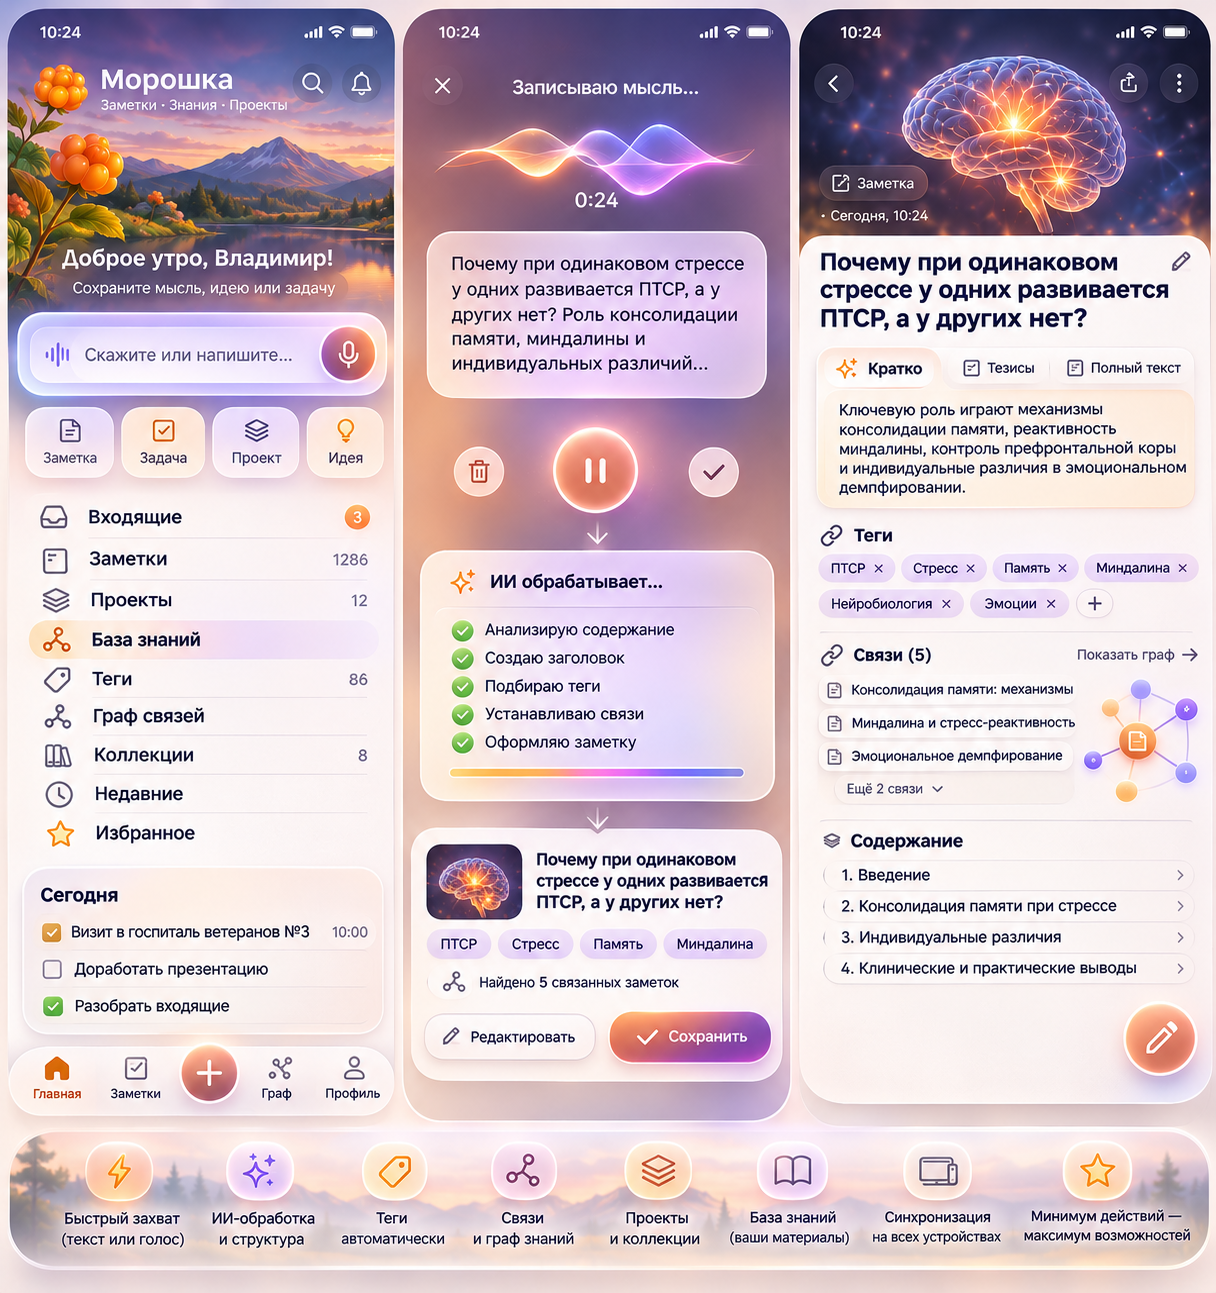 10:24
Морошка
Заметки · Знания · Проекты
Доброе утро, Владимир!
Сохраните мысль, идею или задачу
Скажите или напишите...
Заметка
Задача
Проект
Идея
Входящие
3
Заметки
1286
Проекты
12
База знаний
Теги
86
Граф связей
Коллекции
8
Недавние
Избранное
Сегодня
Визит в госпиталь ветеранов №3
10:00
Доработать презентацию
Разобрать входящие
Главная
Заметки
Граф
Профиль
10:24
Записываю мысль...
0:24
Почему при одинаковом стрессе
у одних развивается ПТСР, а у
других нет? Роль консолидации
памяти, миндалины и
индивидуальных различий...
ИИ обрабатывает...
Анализирую содержание
Создаю заголовок
Подбираю теги
Устанавливаю связи
Оформляю заметку
Почему при одинаковом
стрессе у одних развивается
ПТСР, а у других нет?
ПТСР
Стресс
Память
Миндалина
Найдено 5 связанных заметок
Редактировать
Сохранить
10:24
Заметка
• Сегодня, 10:24
Почему при одинаковом
стрессе у одних развивается
ПТСР, а у других нет?
Кратко
Тезисы
Полный текст
Ключевую роль играют механизмы
консолидации памяти, реактивность
миндалины, контроль префронтальной коры
и индивидуальные различия в эмоциональном
демпфировании.
Теги
ПТСР ×
Стресс ×
Память ×
Миндалина ×
Нейробиология ×
Эмоции ×
Связи (5)
Показать граф →
Консолидация памяти: механизмы
Миндалина и стресс-реактивность
Эмоциональное демпфирование
Ещё 2 связи
Содержание
1. Введение
2. Консолидация памяти при стрессе
3. Индивидуальные различия
4. Клинические и практические выводы
Быстрый захват
(текст или голос)
ИИ-обработка
и структура
Теги
автоматически
Связи
и граф знаний
Проекты
и коллекции
База знаний
(ваши материалы)
Синхронизация
на всех устройствах
Минимум действий —
максимум возможностей